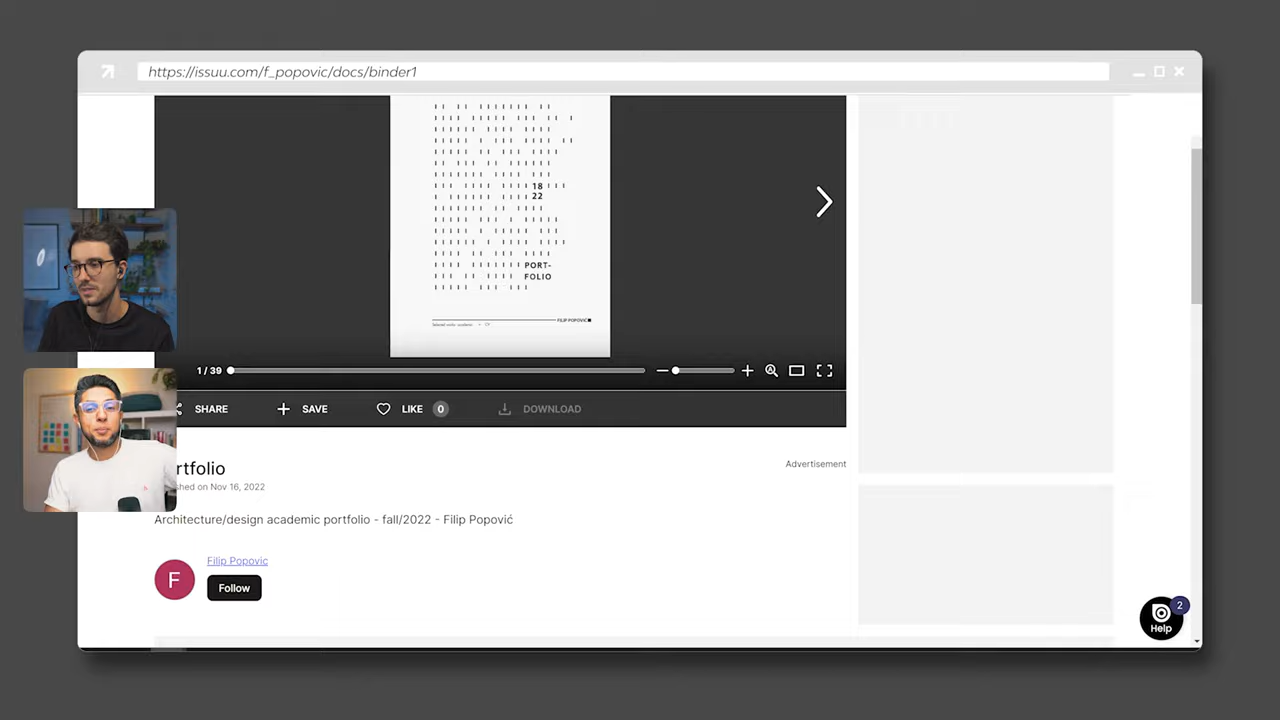 https://issuu.com/f_popovic/docs/binder1
18
22
PORT-
FOLIO
FILIP POPOVIĆ
1 / 39
SHARE
SAVE
LIKE 0
DOWNLOAD
rtfolio
Advertisement
shed on Nov 16, 2022
Architecture/design academic portfolio - fall/2022 - Filip Popović
F
Filip Popovic
Follow
2
Help